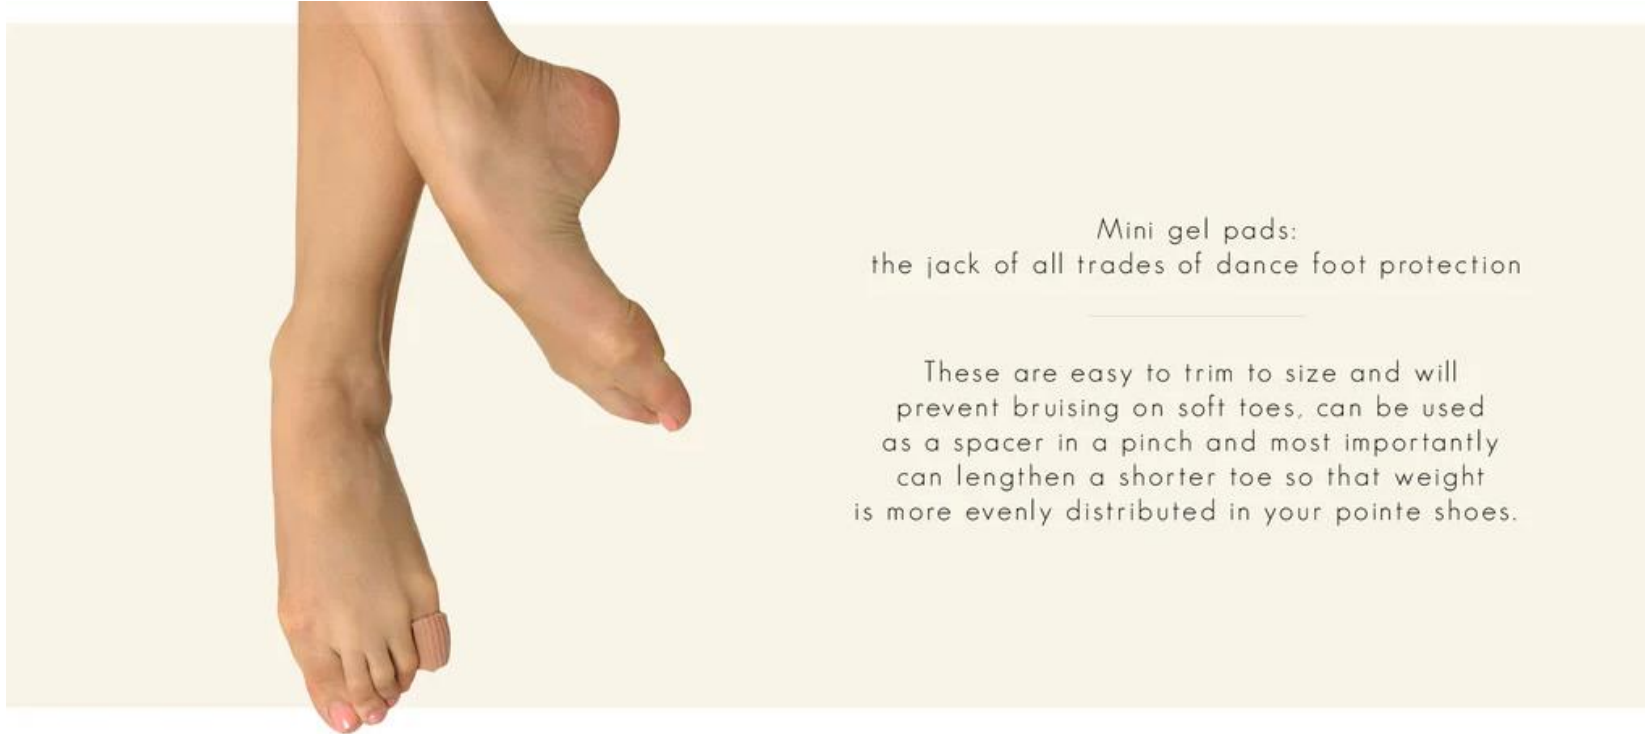 Mini gel pads:
the jack of all trades of dance foot protection
These are easy to trim to size and will
prevent bruising on soft toes, can be used
as a spacer in a pinch and most importantly
can lengthen a shorter toe so that weight
is more evenly distributed in your pointe shoes.